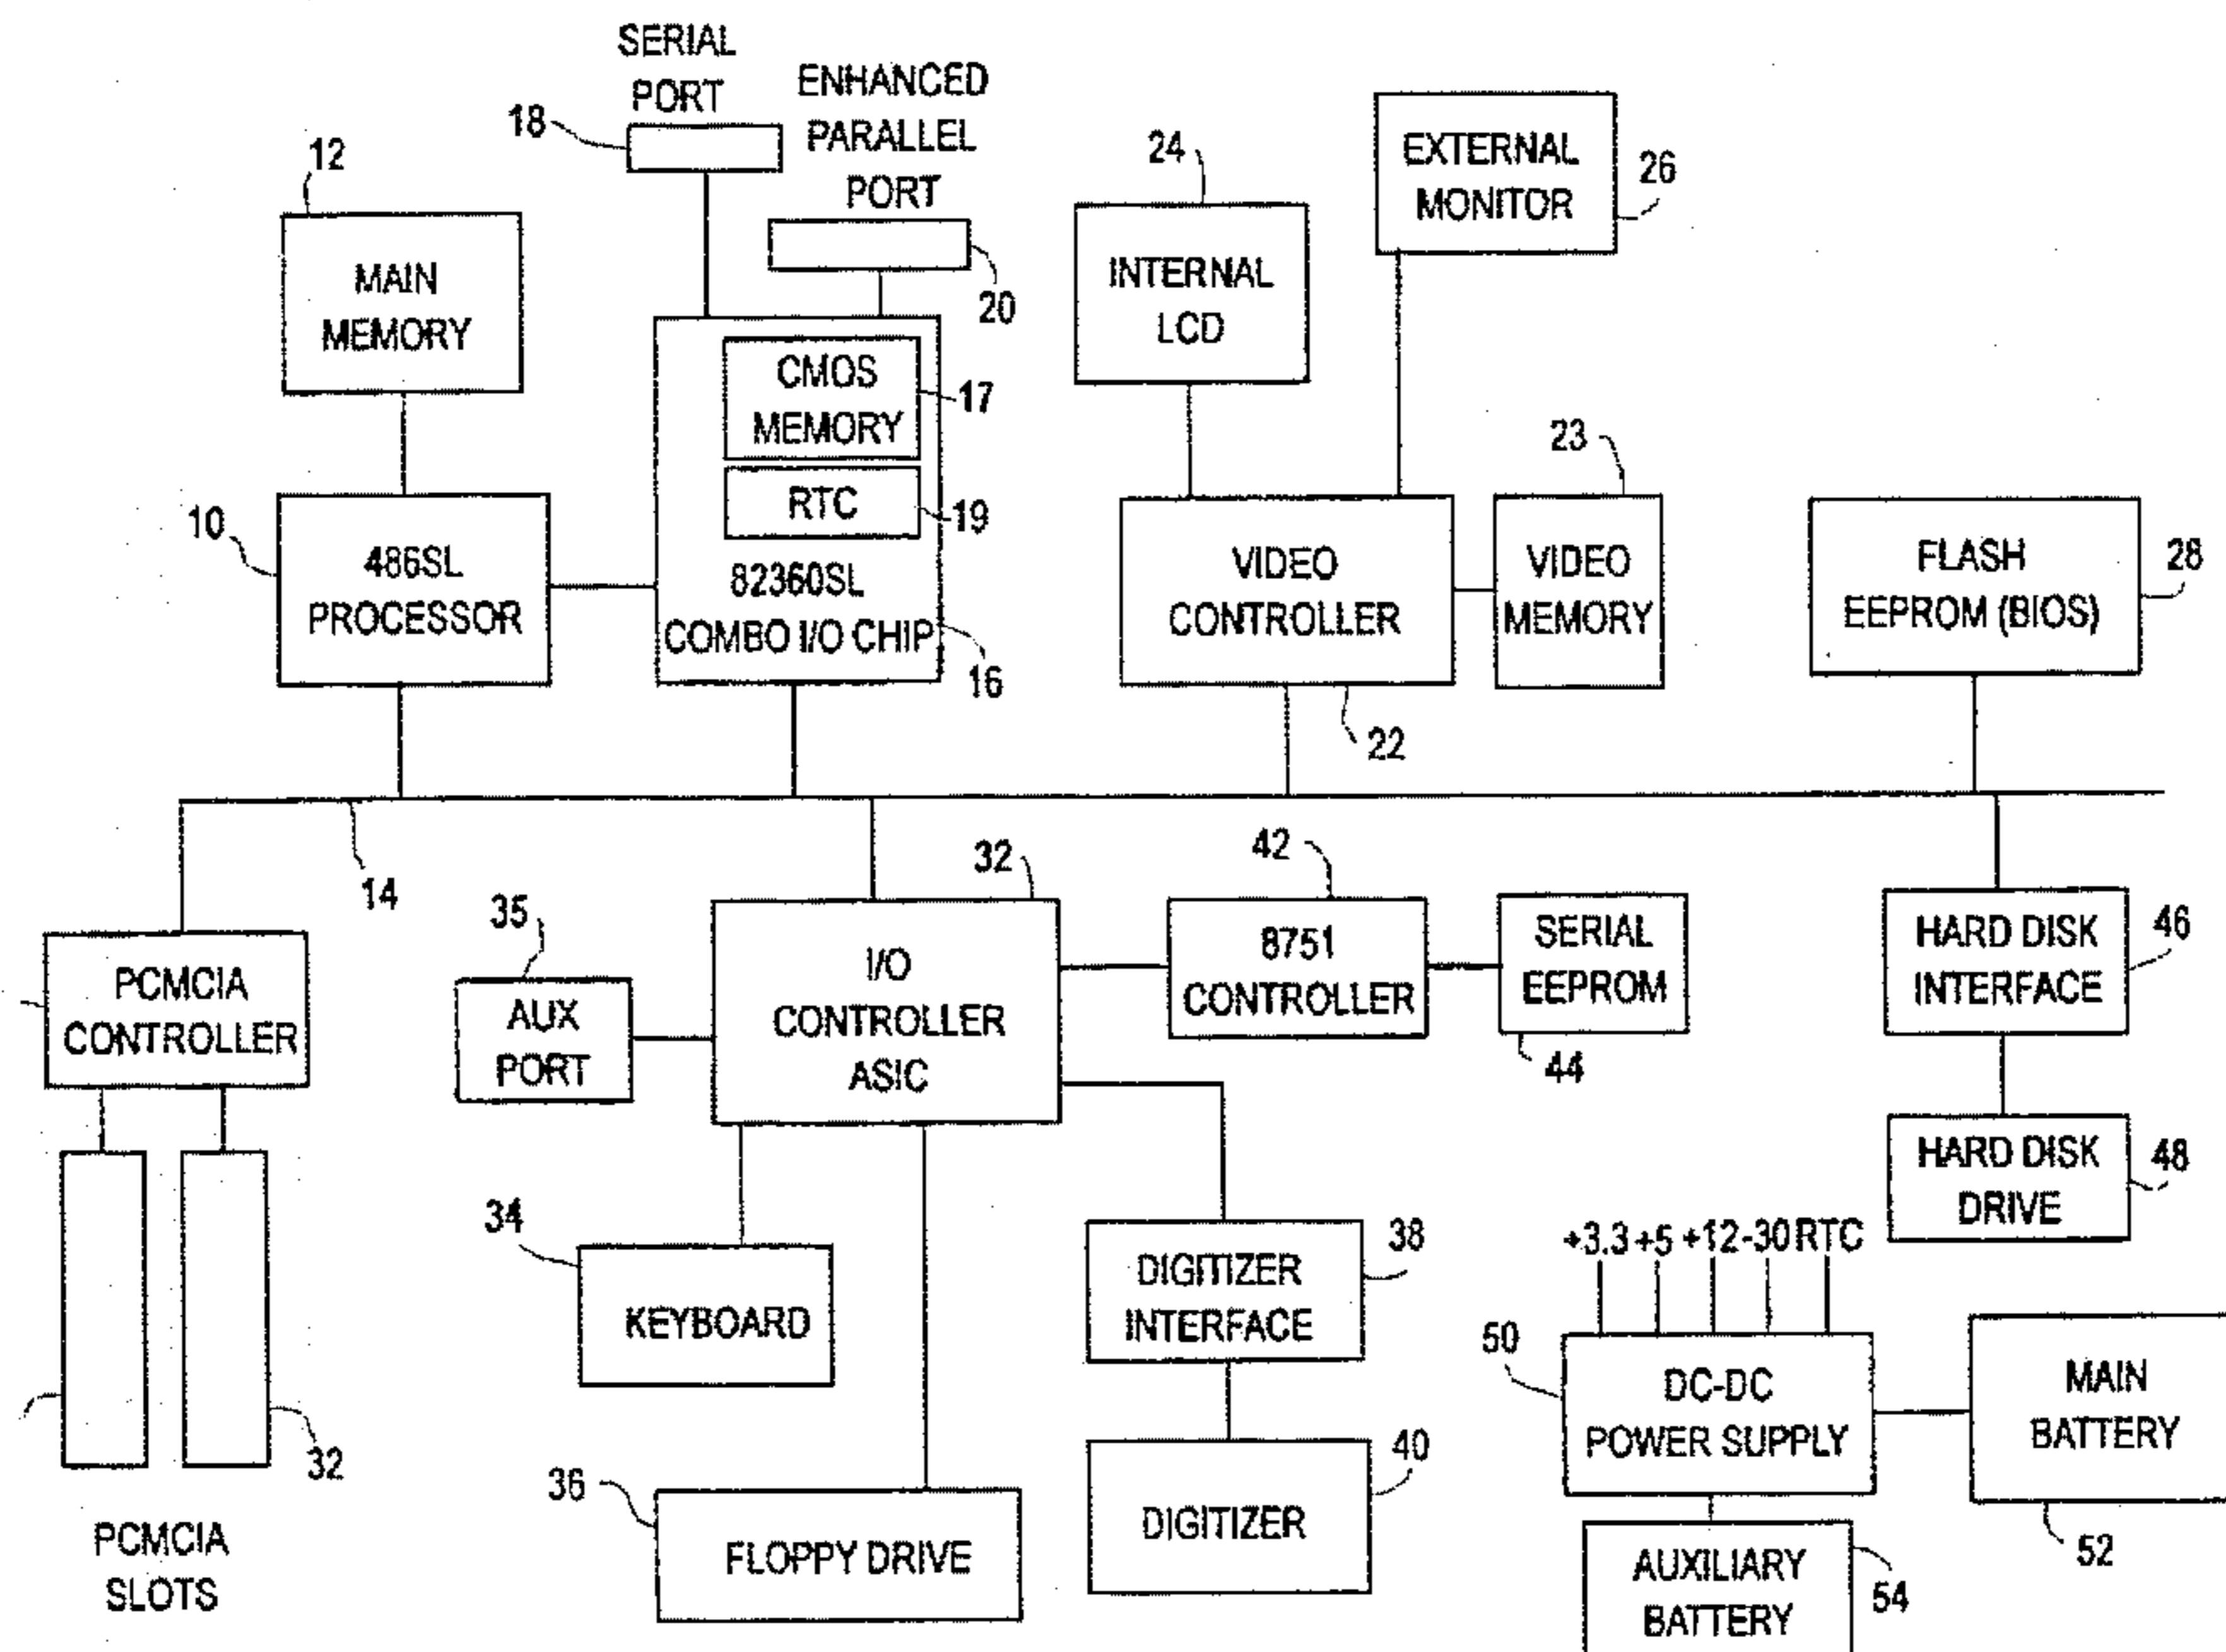 SERIAL
PORT
18
ENHANCED
PARALLEL
PORT
20
12
MAIN
MEMORY
CMOS
MEMORY
17
RTC
19
82360SL
COMBO I/O CHIP
16
10
486SL
PROCESSOR
24
INTERNAL
LCD
EXTERNAL
MONITOR
26
23
VIDEO
CONTROLLER
22
VIDEO
MEMORY
FLASH
EEPROM (BIOS)
28
14
PCMCIA
CONTROLLER
32
PCMCIA
SLOTS
35
AUX
PORT
32
I/O
CONTROLLER
ASIC
42
8751
CONTROLLER
SERIAL
EEPROM
44
HARD DISK
INTERFACE
46
HARD DISK
DRIVE
48
34
KEYBOARD
36
FLOPPY DRIVE
DIGITIZER
INTERFACE
38
DIGITIZER
40
+3.3 +5 +12 -30 RTC
50
DC-DC
POWER SUPPLY
MAIN
BATTERY
52
AUXILIARY
BATTERY
54